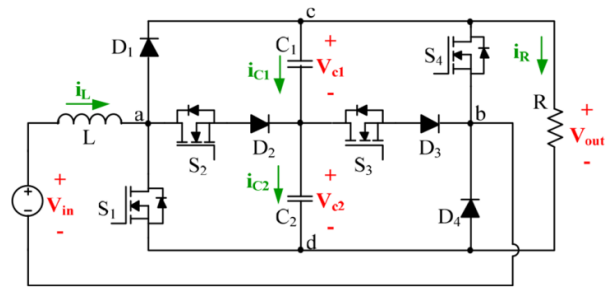 c
D1
C1
+
Vc1
-
iC1
S4
iR
iL
a
L
S2
D2
S3
D3
b
R
+
Vout
-
+
Vin
-
S1
iC2
C2
+
Vc2
-
D4
d